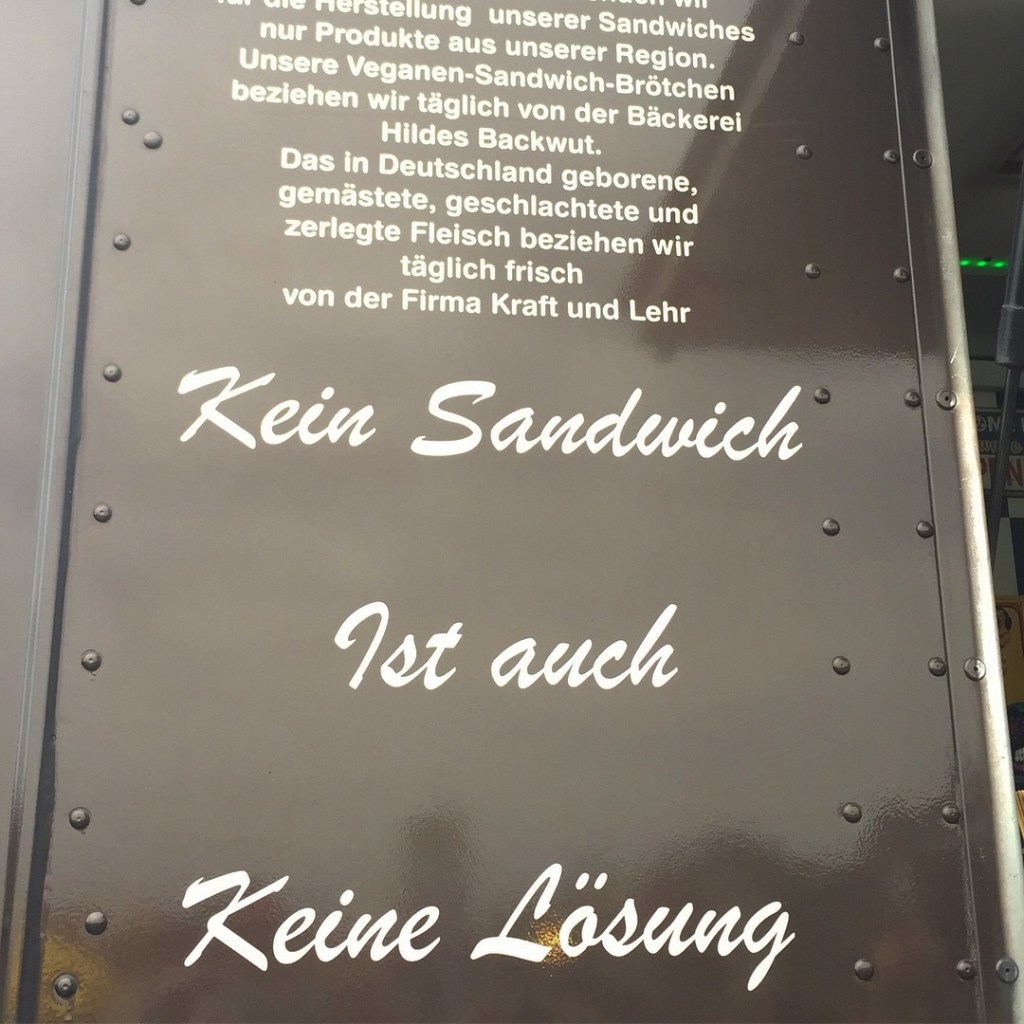 für die Herstellung unserer Sandwiches
nur Produkte aus unserer Region.
Unsere Veganen-Sandwich-Brötchen
beziehen wir täglich von der Bäckerei
Hildes Backwut.
Das in Deutschland geborene,
gemästete, geschlachtete und
zerlegte Fleisch beziehen wir
täglich frisch
von der Firma Kraft und Lehr
Kein Sandwich
Ist auch
Keine Lösung